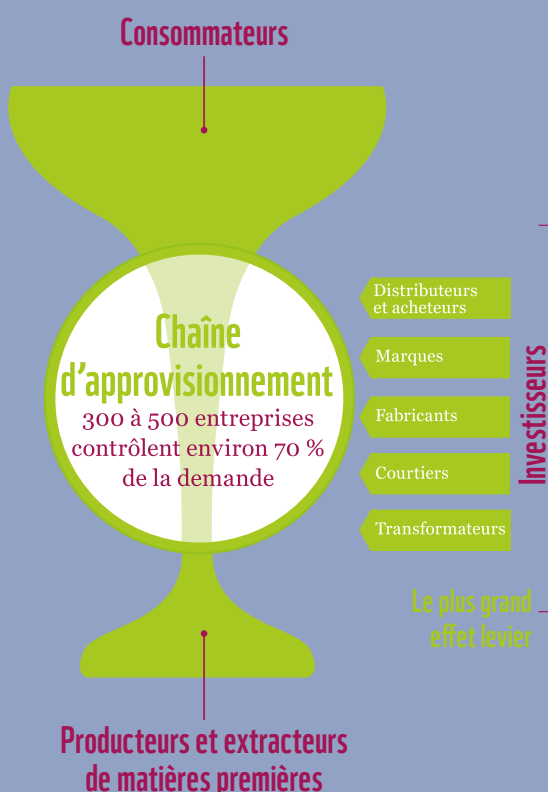 Consommateurs
Chaîne
d'approvisionnement
300 à 500 entreprises
contrôlent environ 70 %
de la demande
Distributeurs
et acheteurs
Marques
Fabricants
Courtiers
Transformateurs
Investisseurs
Le plus grand
effet levier
Producteurs et extracteurs
de matières premières